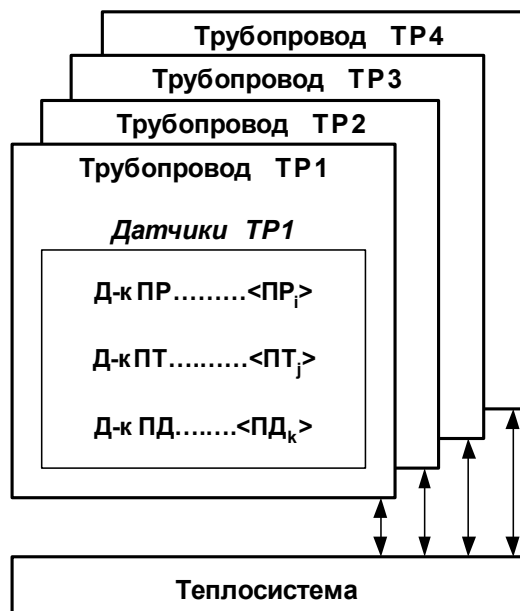 Трубопровод ТР4
Трубопровод ТР3
Трубопровод ТР2
Трубопровод ТР1
Датчики ТР1
Д-к ПР.........<ПРi>
Д-к ПТ..........<ПТj>
Д-к ПД........<ПДk>
Теплосистема